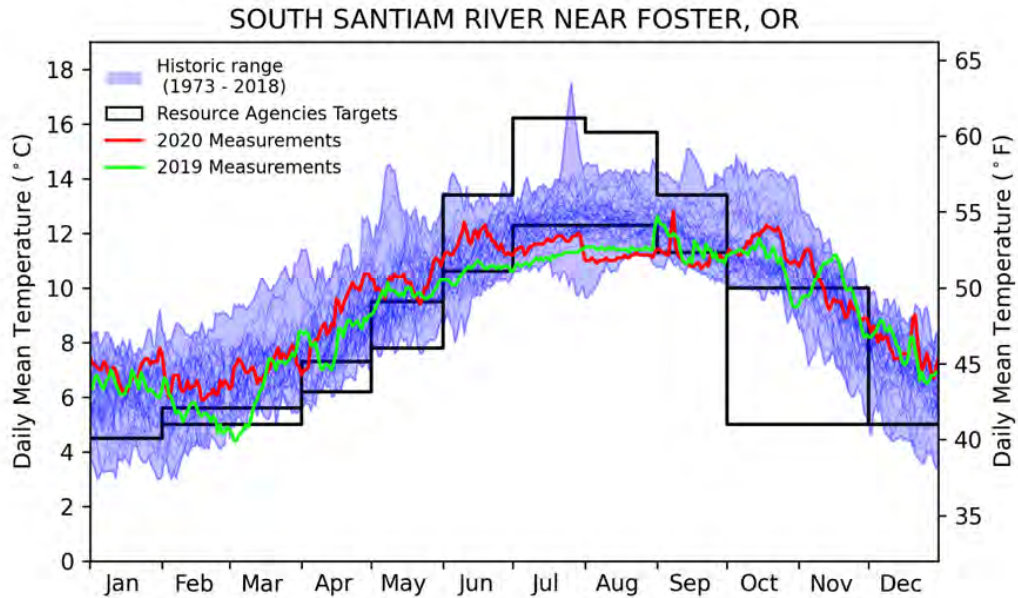 SOUTH SANTIAM RIVER NEAR FOSTER, OR
Historic range
(1973 - 2018)
Resource Agencies Targets
2020 Measurements
2019 Measurements
Daily Mean Temperature (°C)
18
16
14
12
10
8
6
4
2
0
Daily Mean Temperature (°F)
65
60
55
50
45
40
35
Jan Feb Mar Apr May Jun Jul Aug Sep Oct Nov Dec